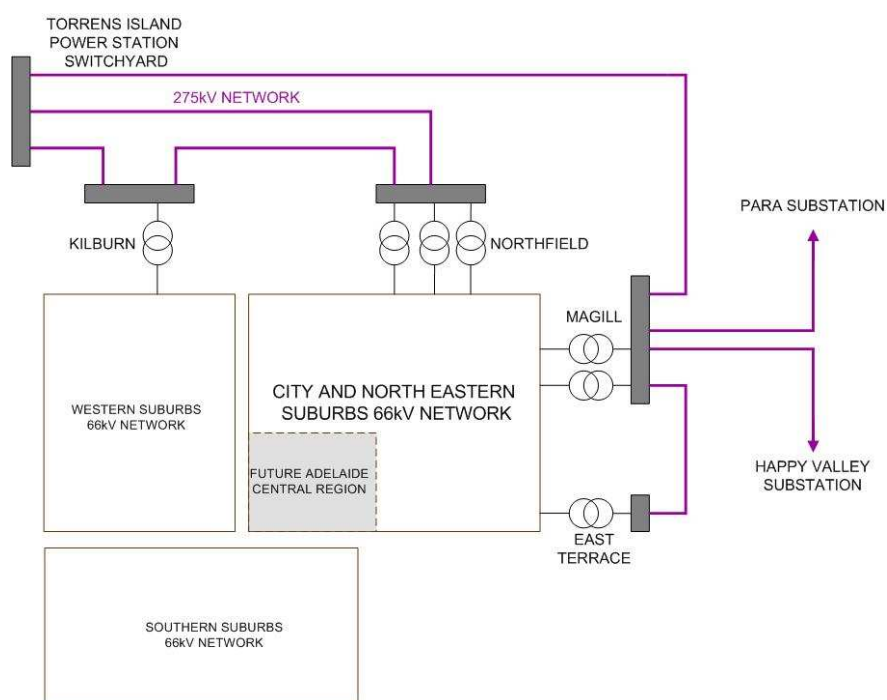 TORRENS ISLAND
POWER STATION
SWITCHYARD
275kV NETWORK
KILBURN
NORTHFIELD
PARA SUBSTATION
MAGILL
CITY AND NORTH EASTERN
SUBURBS 66kV NETWORK
WESTERN SUBURBS
66kV NETWORK
FUTURE ADELAIDE
CENTRAL REGION
HAPPY VALLEY
SUBSTATION
EAST
TERRACE
SOUTHERN SUBURBS
66kV NETWORK